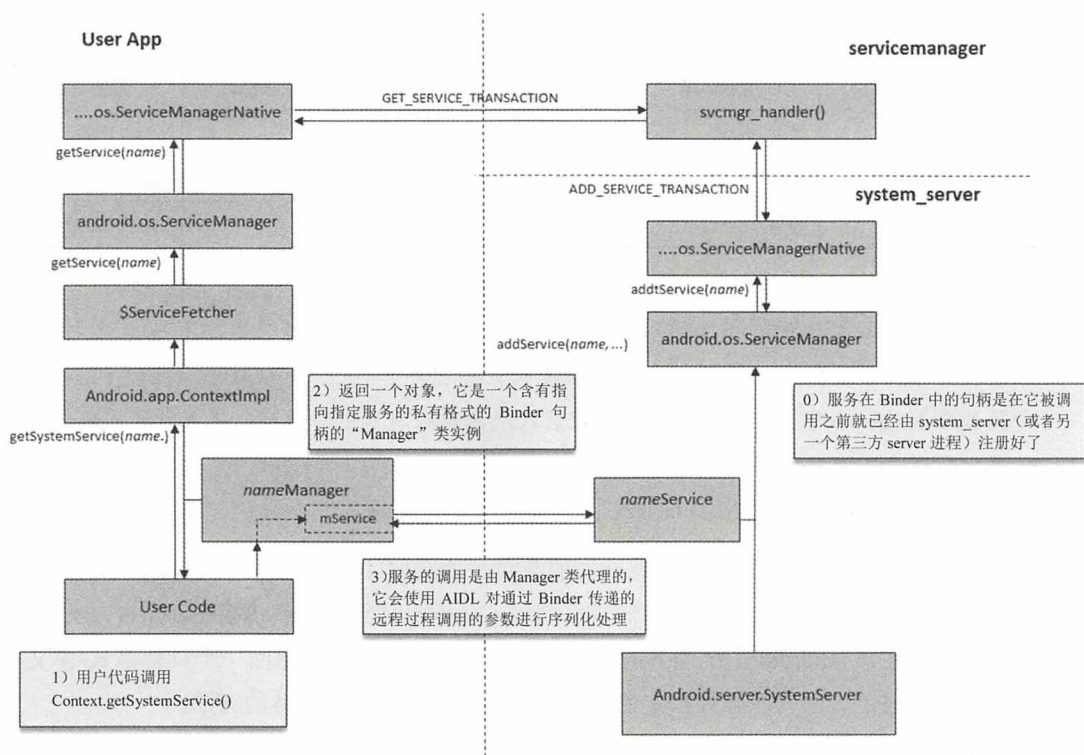 User App
servicemanager
....os.ServiceManagerNative
GET_SERVICE_TRANSACTION
svcmgr_handler()
getService(name)
ADD_SERVICE_TRANSACTION
system_server
android.os.ServiceManager
....os.ServiceManagerNative
getService(name)
addtService(name)
$ServiceFetcher
android.os.ServiceManager
addService(name,...)
Android.app.ContextImpl
getSystemService(name.)
2）返回一个对象，它是一个含有指
向指定服务的私有格式的 Binder 句
柄的“Manager”类实例
0）服务在 Binder 中的句柄是在它被调
用之前就已经由 system_server（或者另
一个第三方 server 进程）注册好了
nameManager
mService
nameService
3)服务的调用是由 Manager 类代理的，
它会使用 AIDL 对通过 Binder 传递的
远程过程调用的参数进行序列化处理
User Code
1）用户代码调用
Context.getSystemService()
Android.server.SystemServer